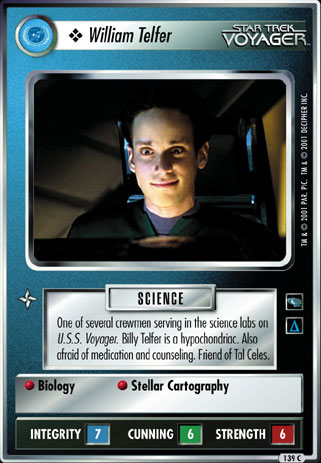 ❖ William Telfer
STAR TREK
VOYAGER™
™ & © 2001 PAR. PIC. ™ & © 2001 DECIPHER INC.
SCIENCE
One of several crewmen serving in the science labs on
U.S.S. Voyager. Billy Telfer is a hypochondriac. Also
afraid of medication and counseling. Friend of Tal Celes.
Biology
Stellar Cartography
INTEGRITY 7 CUNNING 6 STRENGTH 6
139 C